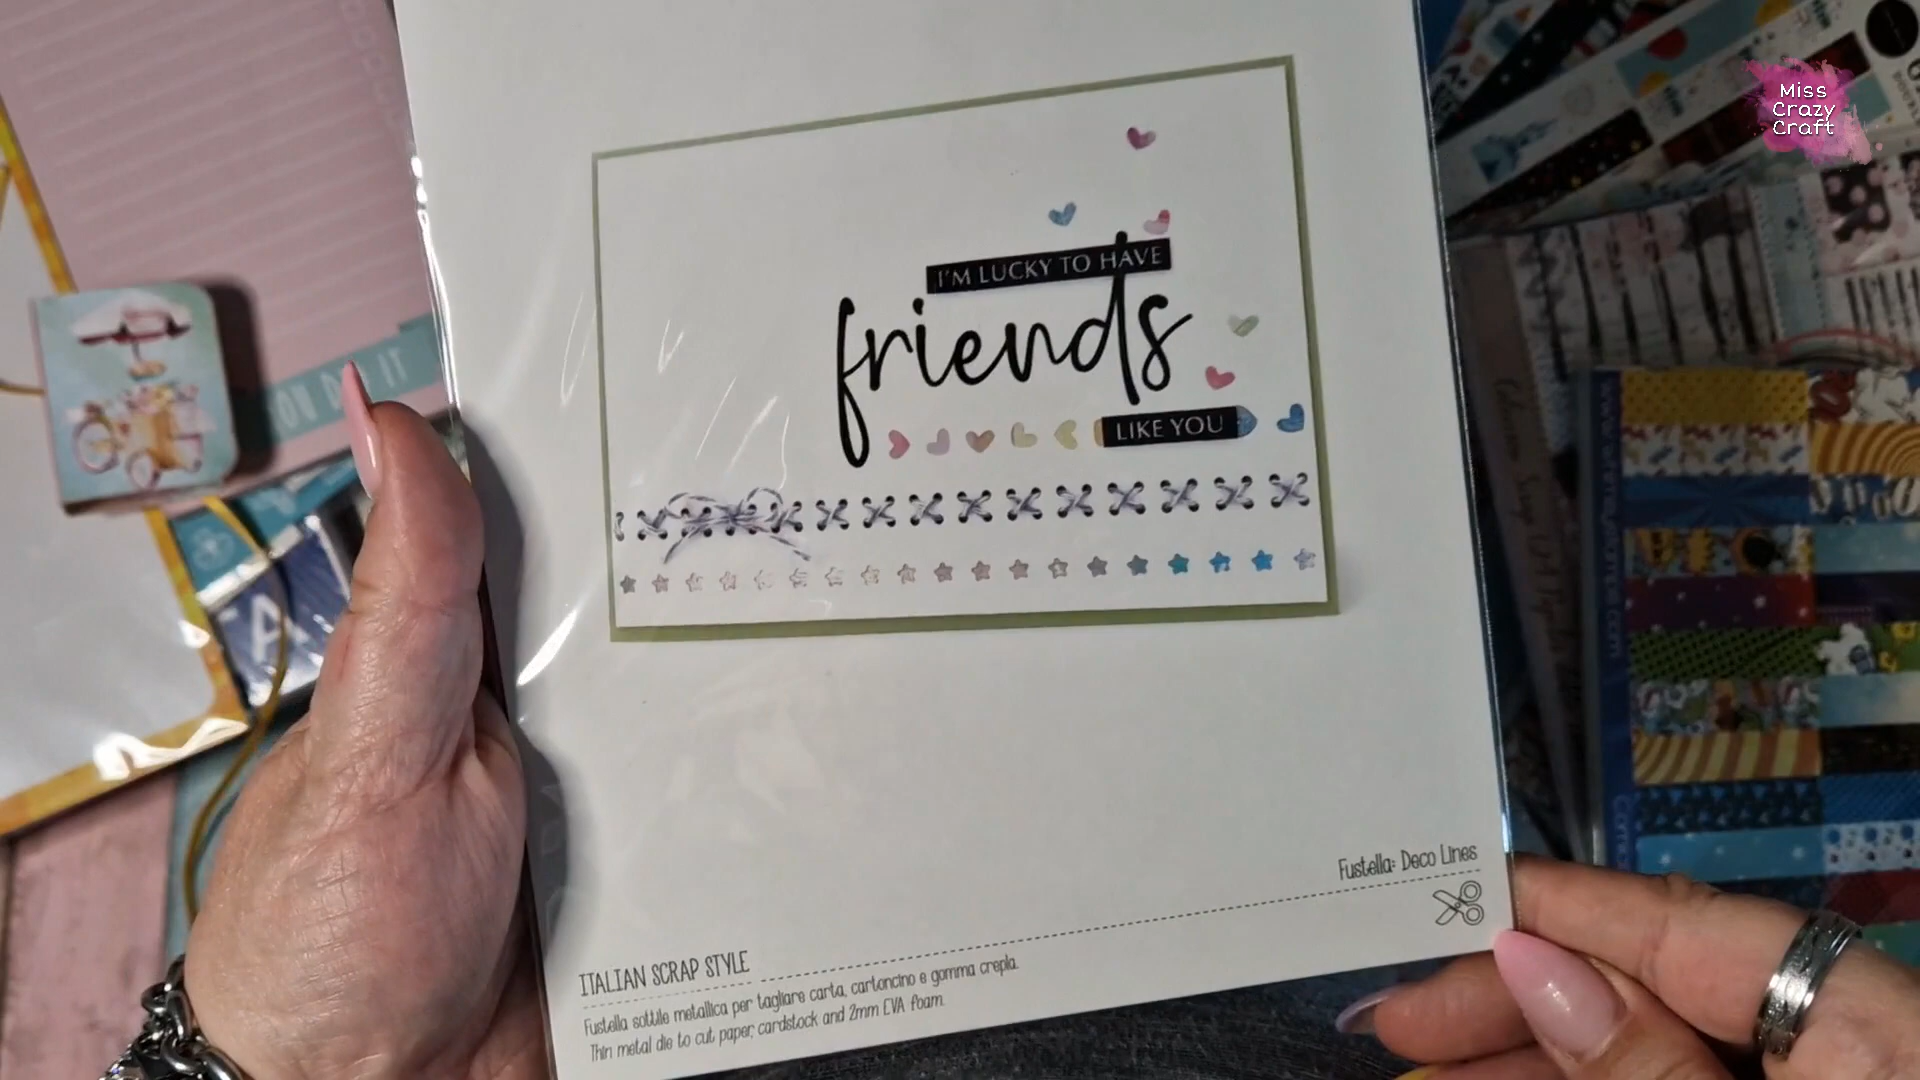 Miss
Crazy
Craft
I'M LUCKY TO HAVE
friends
LIKE YOU
Fustella: Deco Lines
ITALIAN SCRAP STYLE
Fustella sottile metallica per tagliare carta, cartoncino e gomma crepla.
Thin metal die to cut paper, cardstock and 2mm EVA foam.